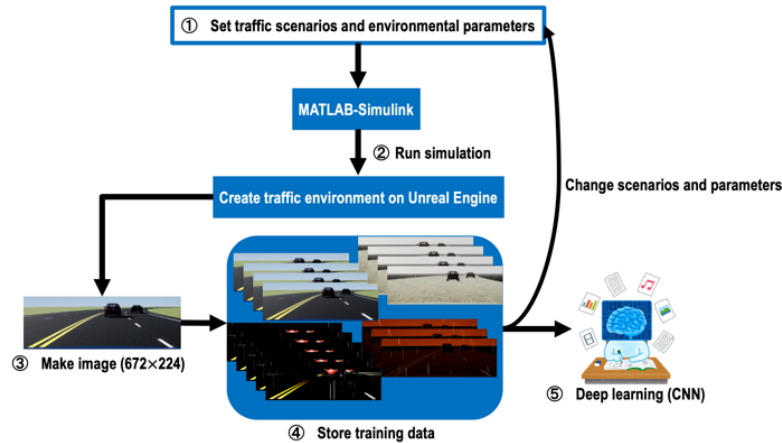 ① Set traffic scenarios and environmental parameters
MATLAB-Simulink
② Run simulation
Create traffic environment on Unreal Engine
Change scenarios and parameters
③ Make image (672×224)
④ Store training data
⑤ Deep learning (CNN)